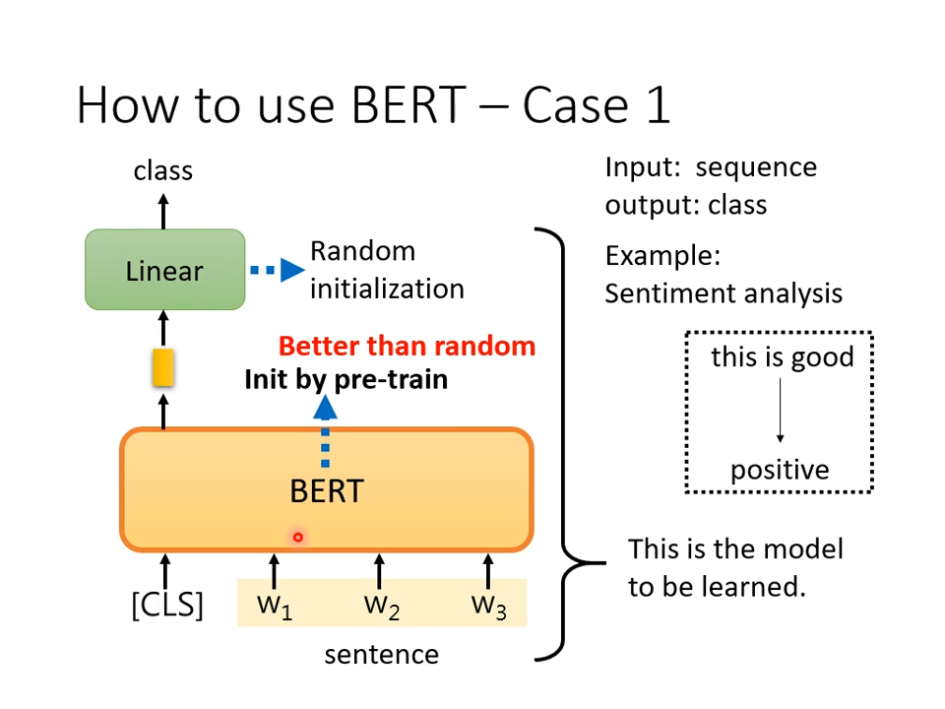 How to use BERT – Case 1
class
Linear
Random
initialization
Better than random
Init by pre-train
BERT
[CLS]
w1
w2
w3
sentence
Input: sequence
output: class
Example:
Sentiment analysis
this is good
positive
This is the model
to be learned.